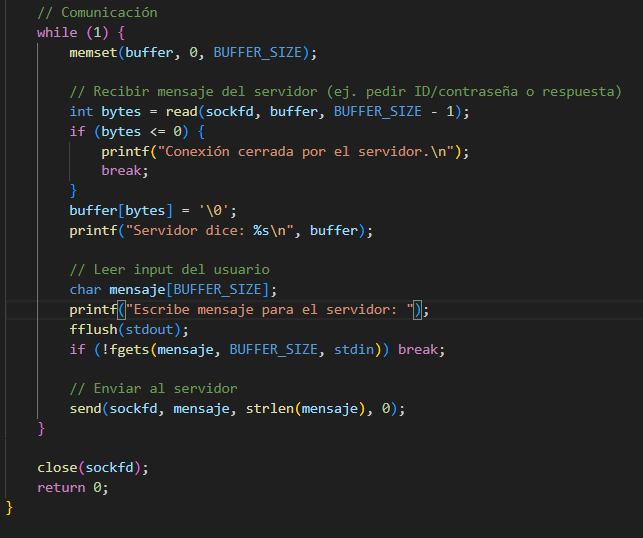 // Comunicación
while (1) {
memset(buffer, 0, BUFFER_SIZE);
// Recibir mensaje del servidor (ej. pedir ID/contraseña o respuesta)
int bytes = read(sockfd, buffer, BUFFER_SIZE - 1);
if (bytes <= 0) {
printf("Conexión cerrada por el servidor.\n");
break;
}
buffer[bytes] = '\0';
printf("Servidor dice: %s\n", buffer);
// Leer input del usuario
char mensaje[BUFFER_SIZE];
printf("Escribe mensaje para el servidor: ");
fflush(stdout);
if (!fgets(mensaje, BUFFER_SIZE, stdin)) break;
// Enviar al servidor
send(sockfd, mensaje, strlen(mensaje), 0);
}
close(sockfd);
return 0;
}